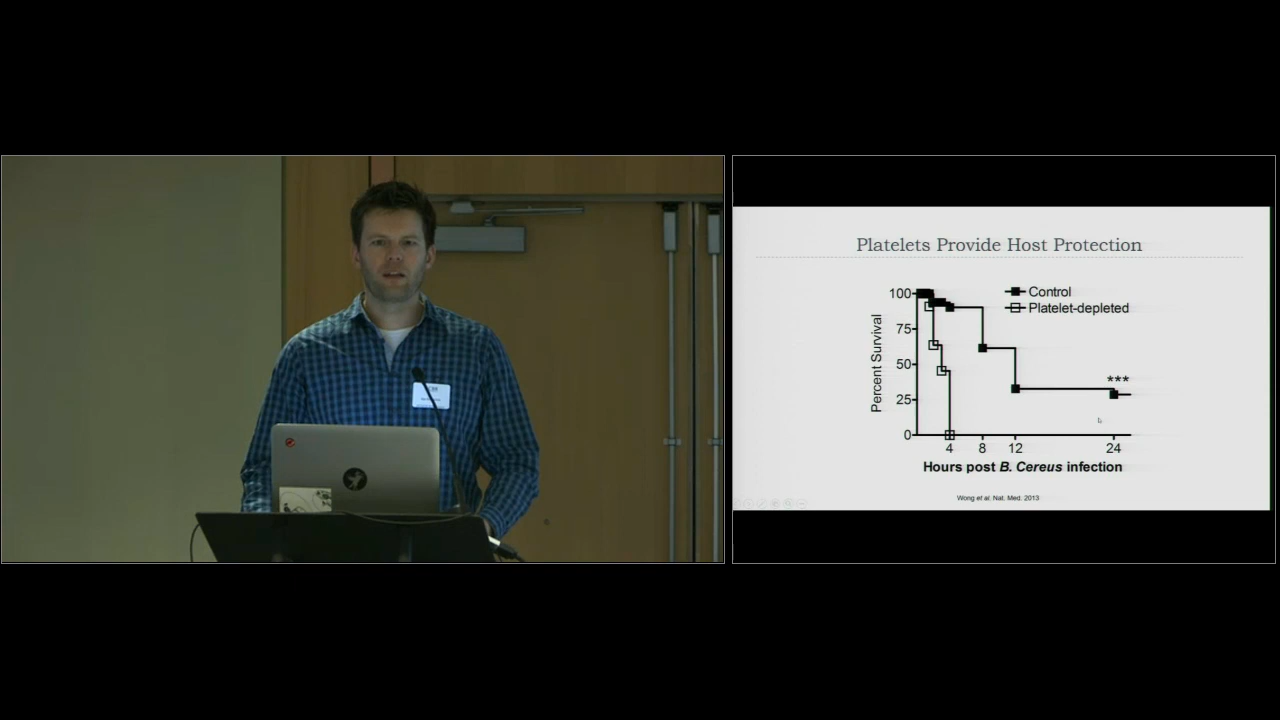 Platelets Provide Host Protection
Control
Platelet-depleted
100
75
50
25
0
Percent Survival
***
4 8 12 24
Hours post B. Cereus infection
Wong et al. Nat. Med. 2013